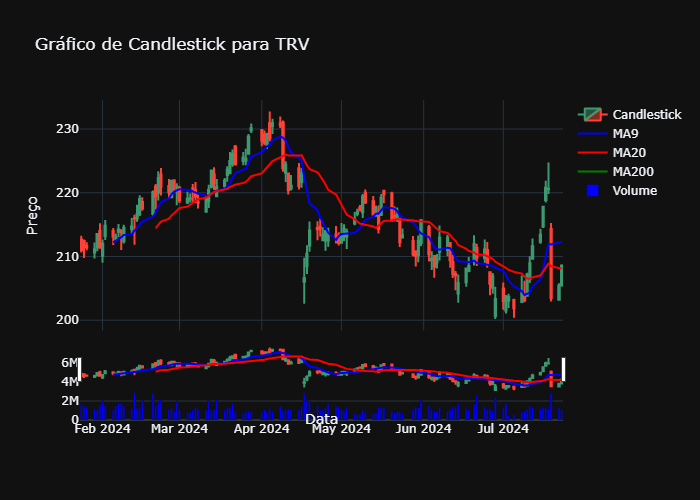 Gráfico de Candlestick para TRV
Candlestick
MA9
MA20
MA200
Volume
Preço
230
220
210
200
6M
4M
2M
0
Feb 2024 Mar 2024 Apr 2024 May 2024 Jun 2024 Jul 2024
Data